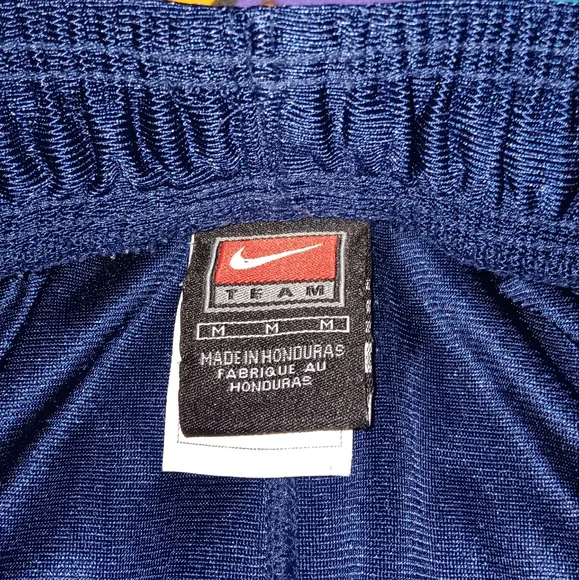 TEAM
M M M
MADE IN HONDURAS
FABRIQUE AU
HONDURAS